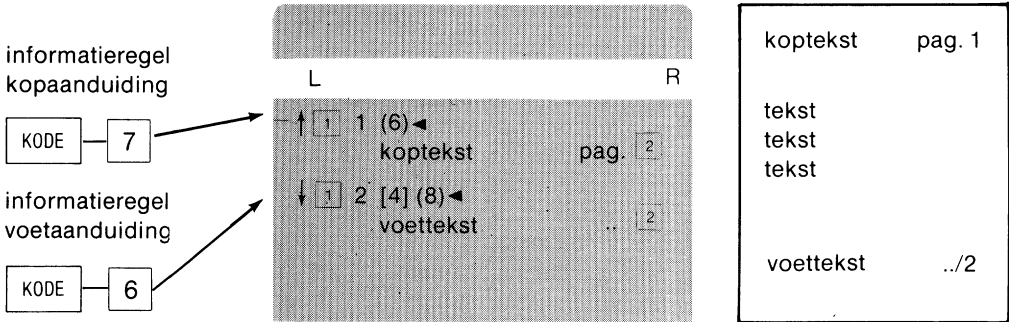 informatieregel
kopaanduiding
KODE 7
informatieregel
voetaanduiding
KODE 6
L R
↑ 1 1 (6)◄
koptekst pag. 2
↓ 1 2 [4] (8)◄
voettekst .. 2
koptekst pag. 1
tekst
tekst
tekst
voettekst ../2